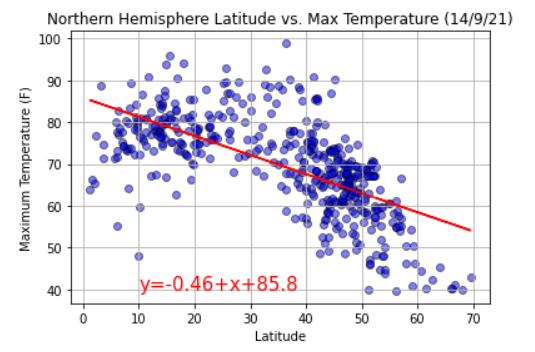 Northern Hemisphere Latitude vs. Max Temperature (14/9/21)
100
90
80
70
60
50
40
Maximum Temperature (F)
y=-0.46+x+85.8
0 10 20 30 40 50 60 70
Latitude